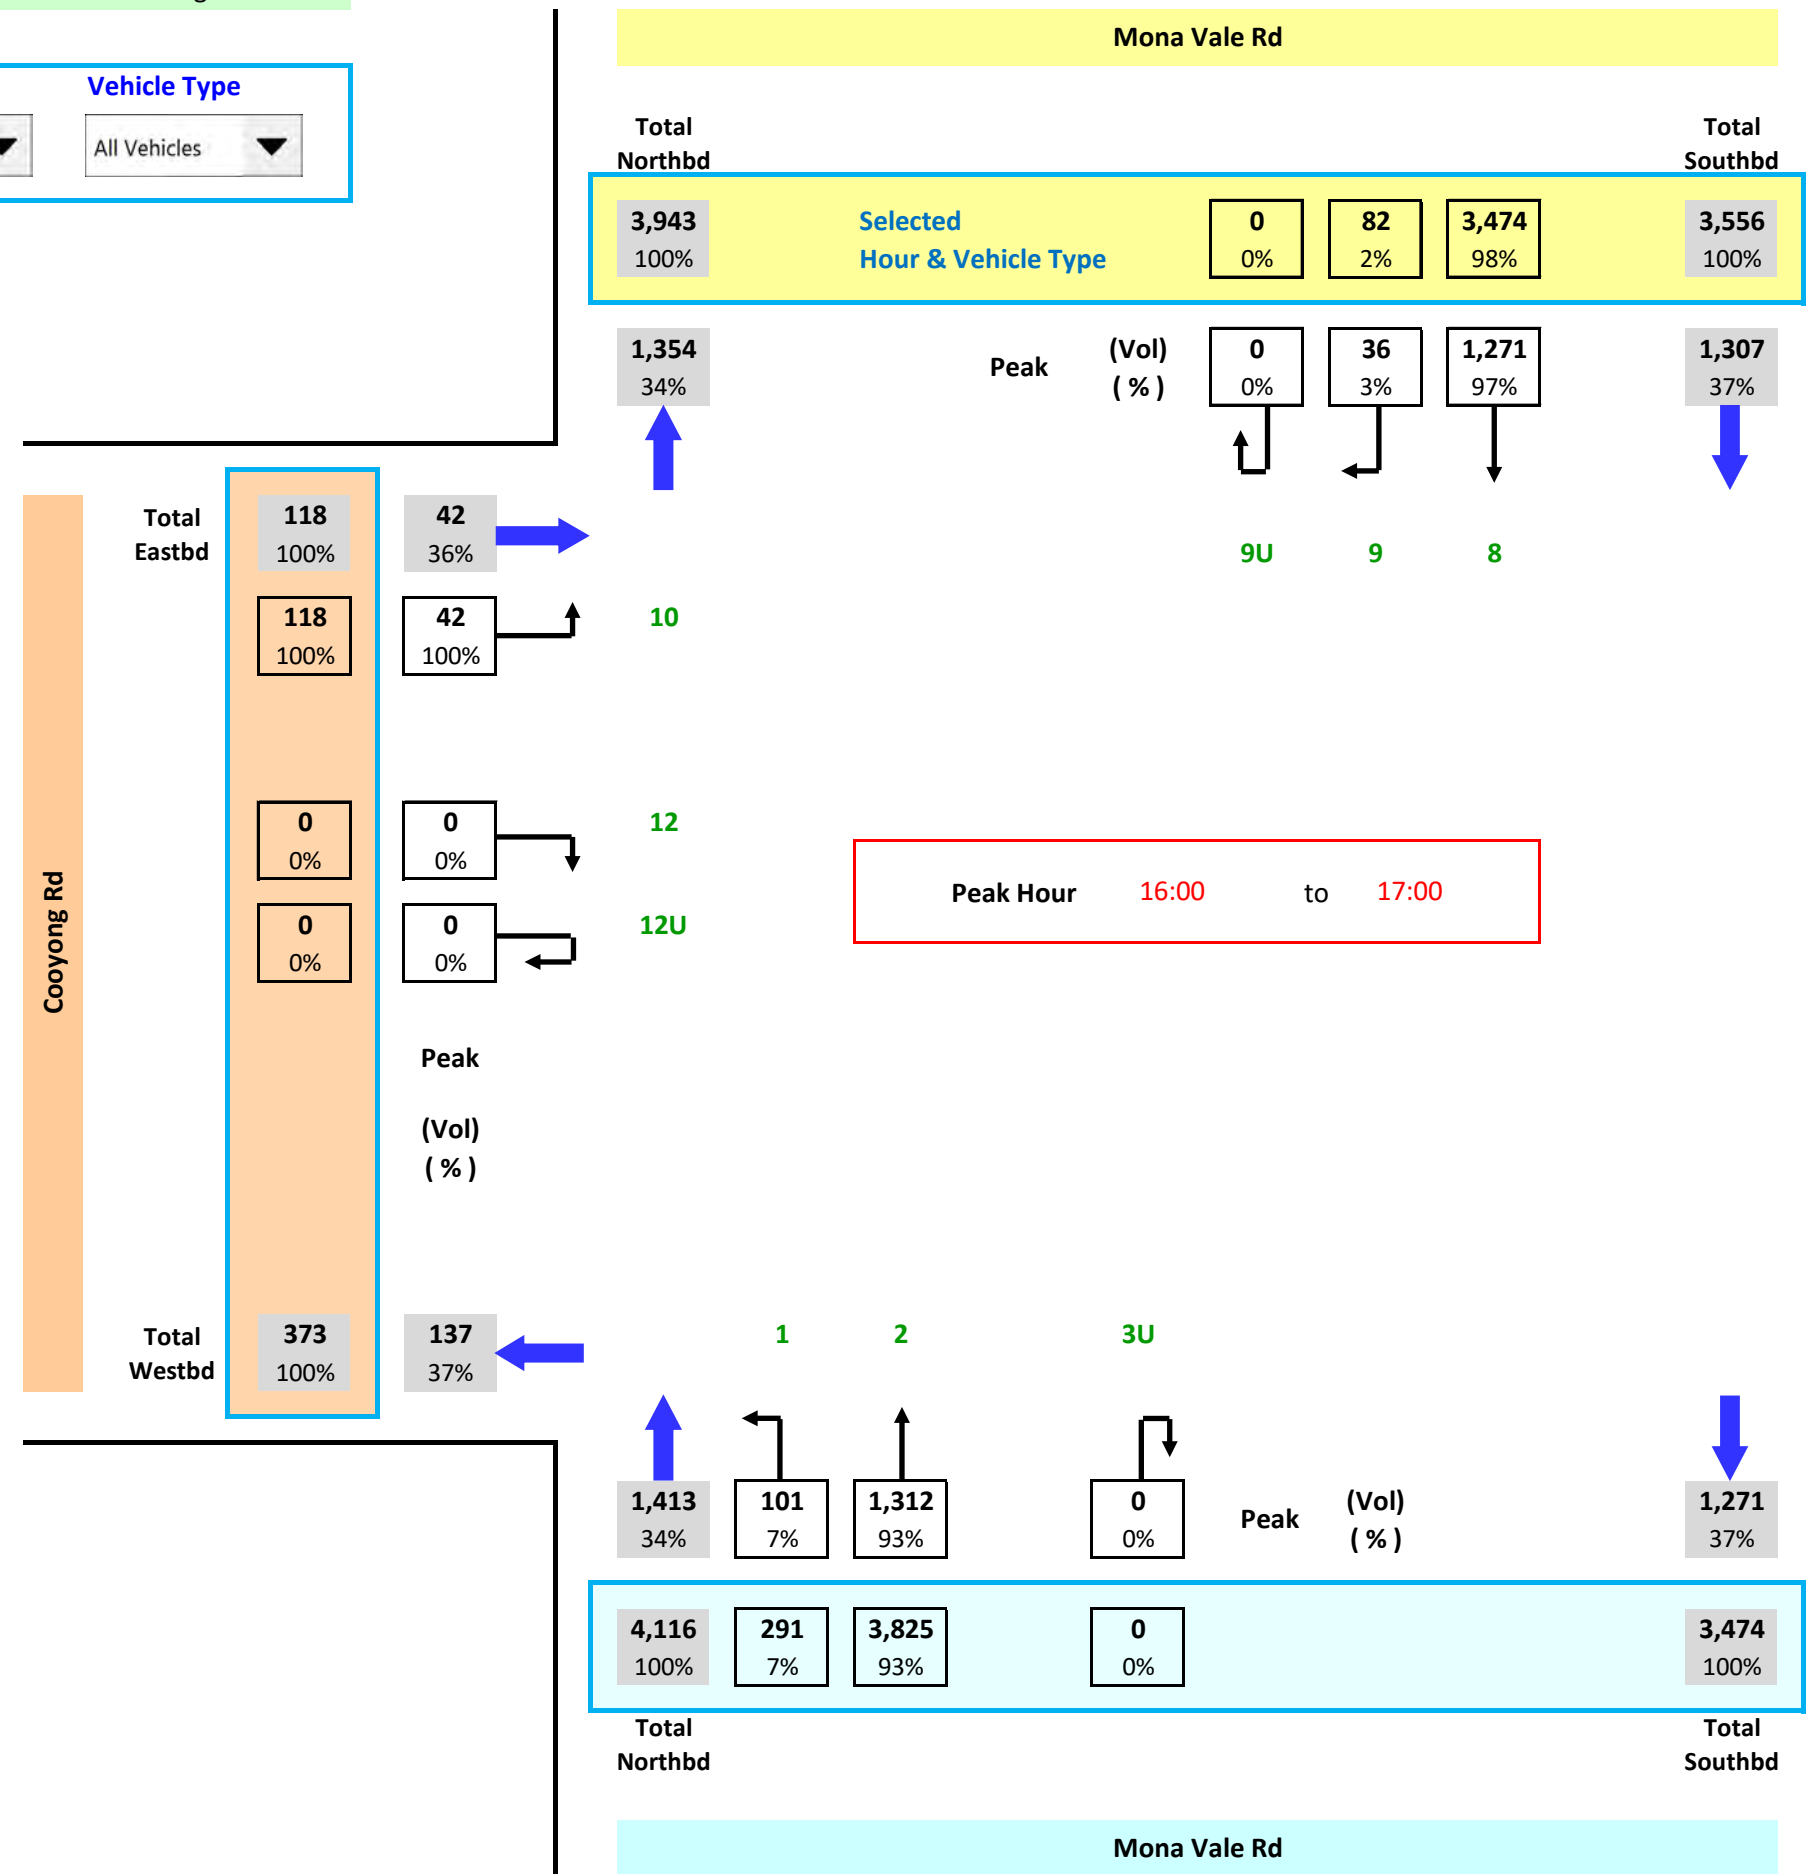 Mona Vale Rd
Vehicle Type
All Vehicles
Total Northbd
Total Southbd
3,943 Selected 0 82 3,474 3,556
100% Hour & Vehicle Type 0% 2% 98% 100%
1,354 Peak (Vol) 0 36 1,271 1,307
34% ( % ) 0% 3% 97% 37%
Total 118 42
Eastbd 100% 36%
9U 9 8
118 42 10
100% 100%
0 0 12
0% 0%
Peak Hour 16:00 to 17:00
0 0 12U
0% 0%
Cooyong Rd
Peak
(Vol)
( % )
Total 373 137 1 2 3U
Westbd 100% 37%
1,413 101 1,312 0 Peak (Vol) 1,271
34% 7% 93% 0% ( % ) 37%
4,116 291 3,825 0 3,474
100% 7% 93% 0% 100%
Total Total
Northbd Southbd
Mona Vale Rd